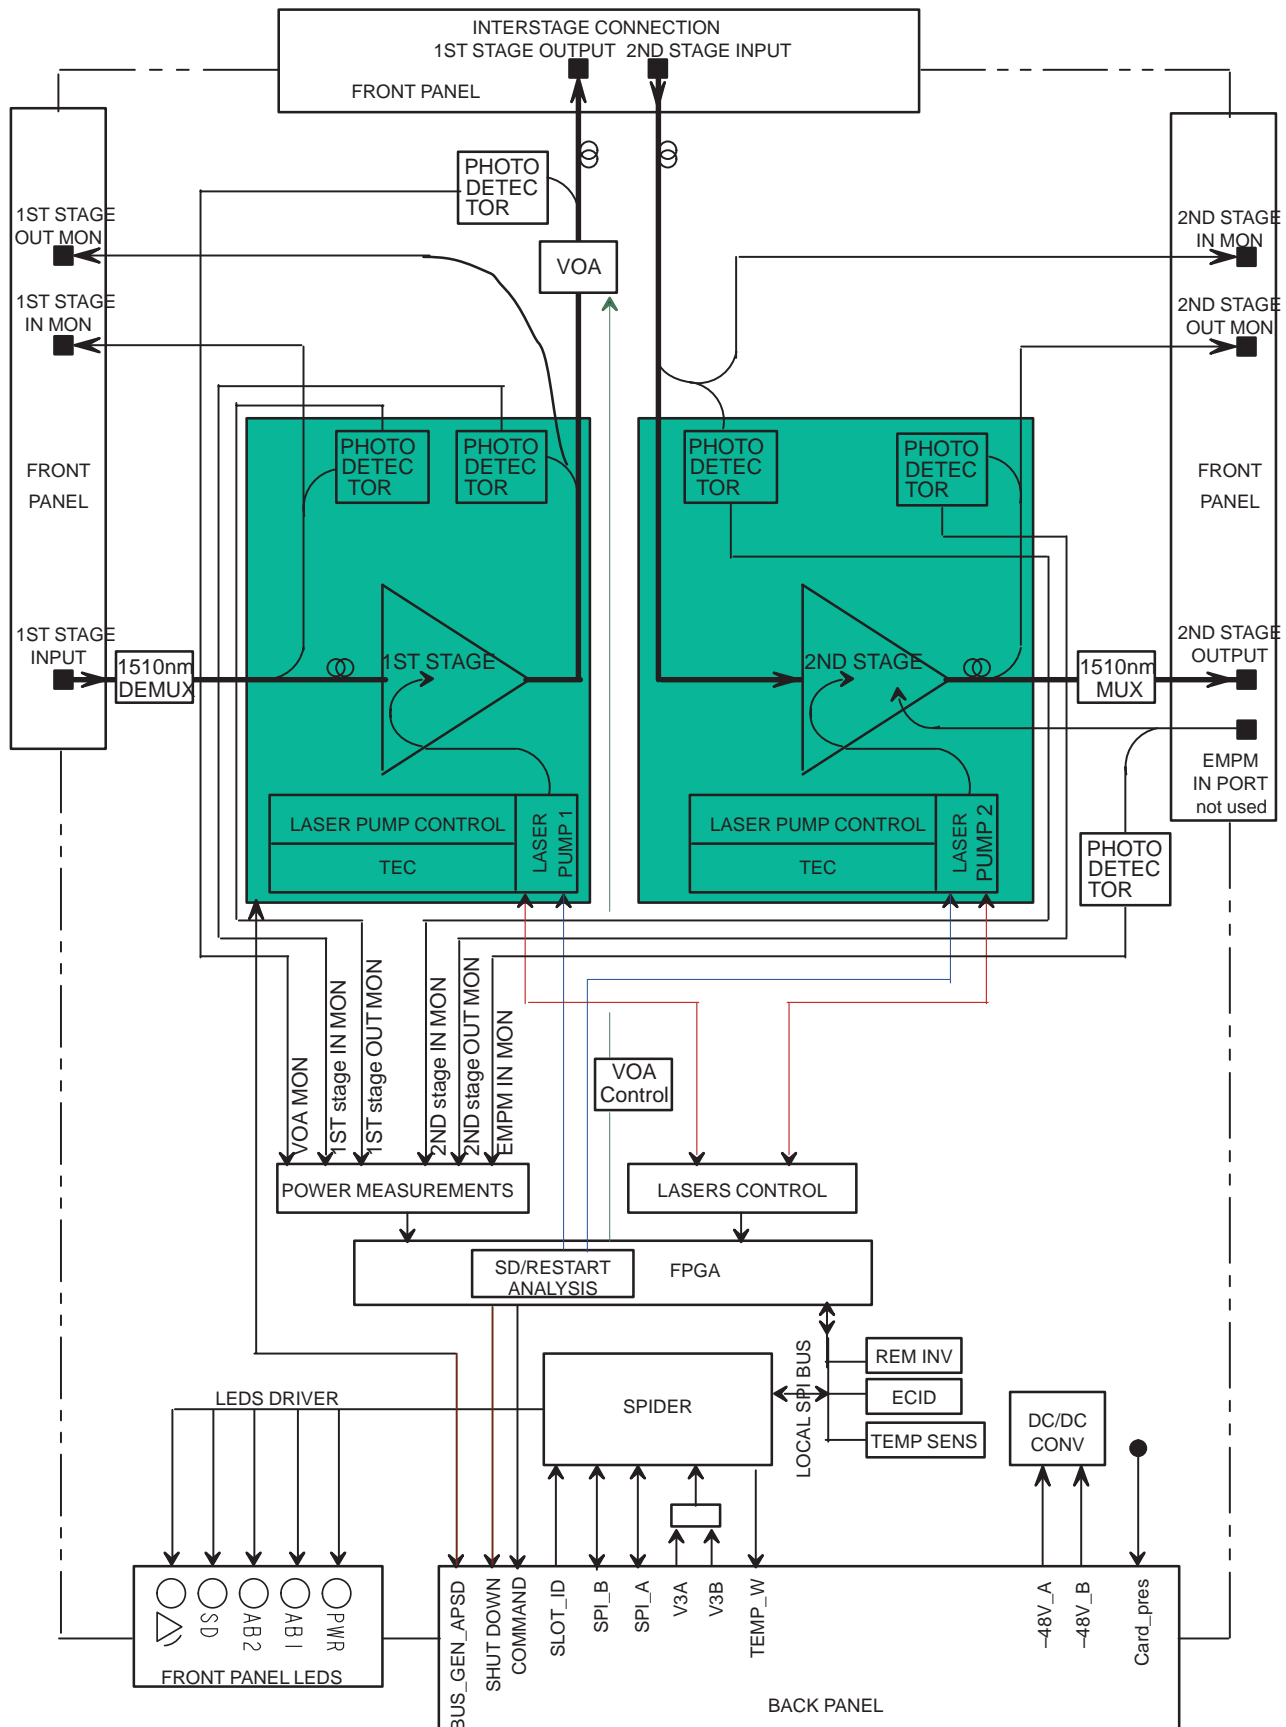 INTERSTAGE CONNECTION
1ST STAGE OUTPUT 2ND STAGE INPUT
FRONT PANEL
PHOTO
DETEC
TOR
1ST STAGE
OUT MON
VOA
2ND STAGE
IN MON
1ST STAGE
IN MON
2ND STAGE
OUT MON
PHOTO
DETEC
TOR
PHOTO
DETEC
TOR
PHOTO
DETEC
TOR
PHOTO
DETEC
TOR
FRONT
PANEL
FRONT
PANEL
1ST STAGE
INPUT
1510nm
DEMUX
1ST STAGE
2ND STAGE
1510nm
MUX
2ND STAGE
OUTPUT
EMPM
IN PORT
not used
LASER PUMP CONTROL
TEC
LASER
PUMP 1
LASER PUMP CONTROL
TEC
LASER
PUMP 2
PHOTO
DETEC
TOR
VOA MON
1ST stage IN MON
1ST stage OUT MON
2ND stage IN MON
2ND stage OUT MON
EMPM IN MON
VOA
Control
POWER MEASUREMENTS
LASERS CONTROL
SD/RESTART
ANALYSIS
FPGA
LOCAL SPI BUS
REM INV
ECID
TEMP SENS
SPIDER
LEDS DRIVER
DC/DC
CONV
SD
AB2
AB1
PWR
FRONT PANEL LEDS
BUS_GEN_APSD
SHUT DOWN
COMMAND
SLOT_ID
SPI_B
SPI_A
V3A
V3B
TEMP_W
–48V_A
–48V_B
Card_pres
BACK PANEL